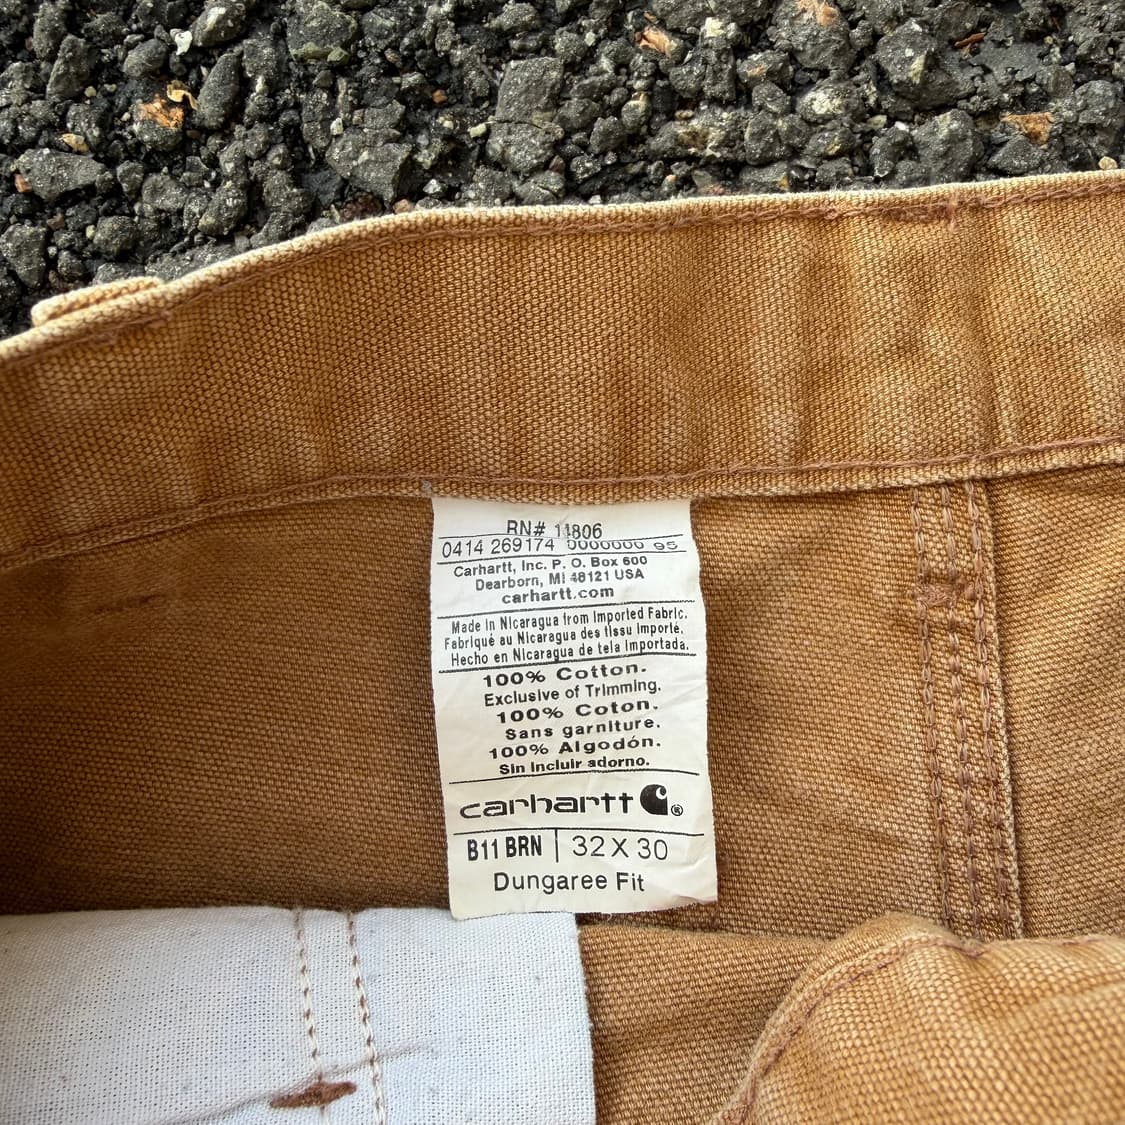 RN# 14806
0414 269174 0000000 95
Carhartt, Inc. P. O. Box 600
Dearborn, MI 48121 USA
carhartt.com
Made in Nicaragua from Imported Fabric.
Fabriqué au Nicaragua des tissu importé.
Hecho en Nicaragua de tela importada.
100% Cotton.
Exclusive of Trimming.
100% Coton.
Sans garniture.
100% Algodón.
Sin incluir adorno.
carhartt ®
B11 BRN | 32 X 30
Dungaree Fit